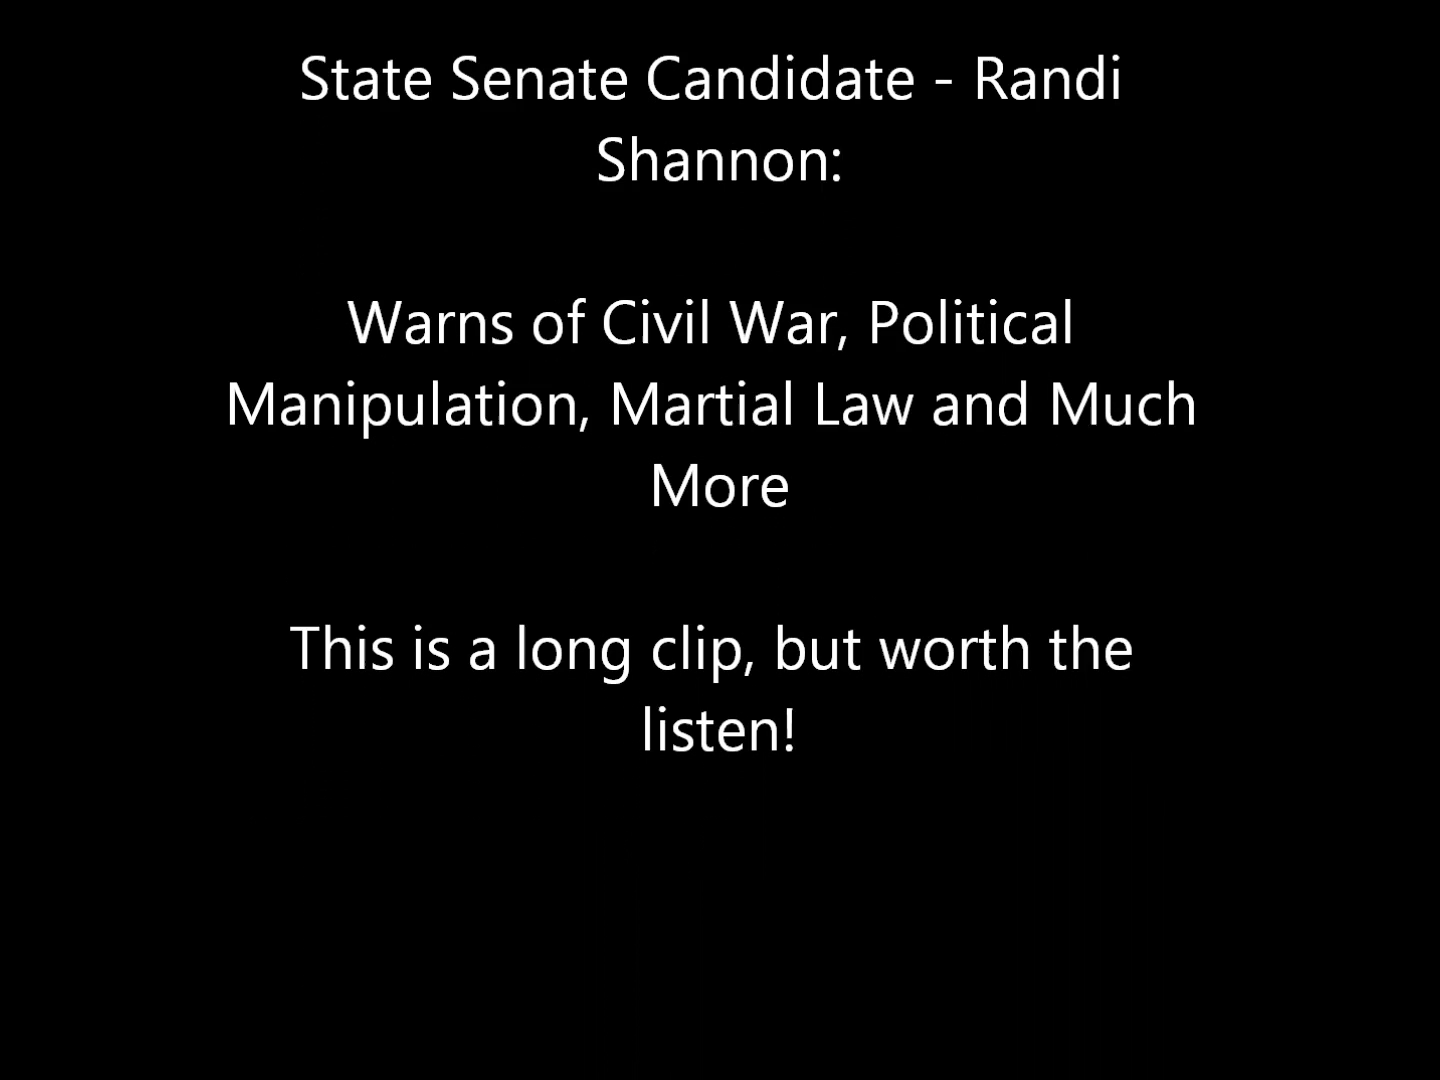 State Senate Candidate - Randi
Shannon:
Warns of Civil War, Political
Manipulation, Martial Law and Much
More
This is a long clip, but worth the
listen!